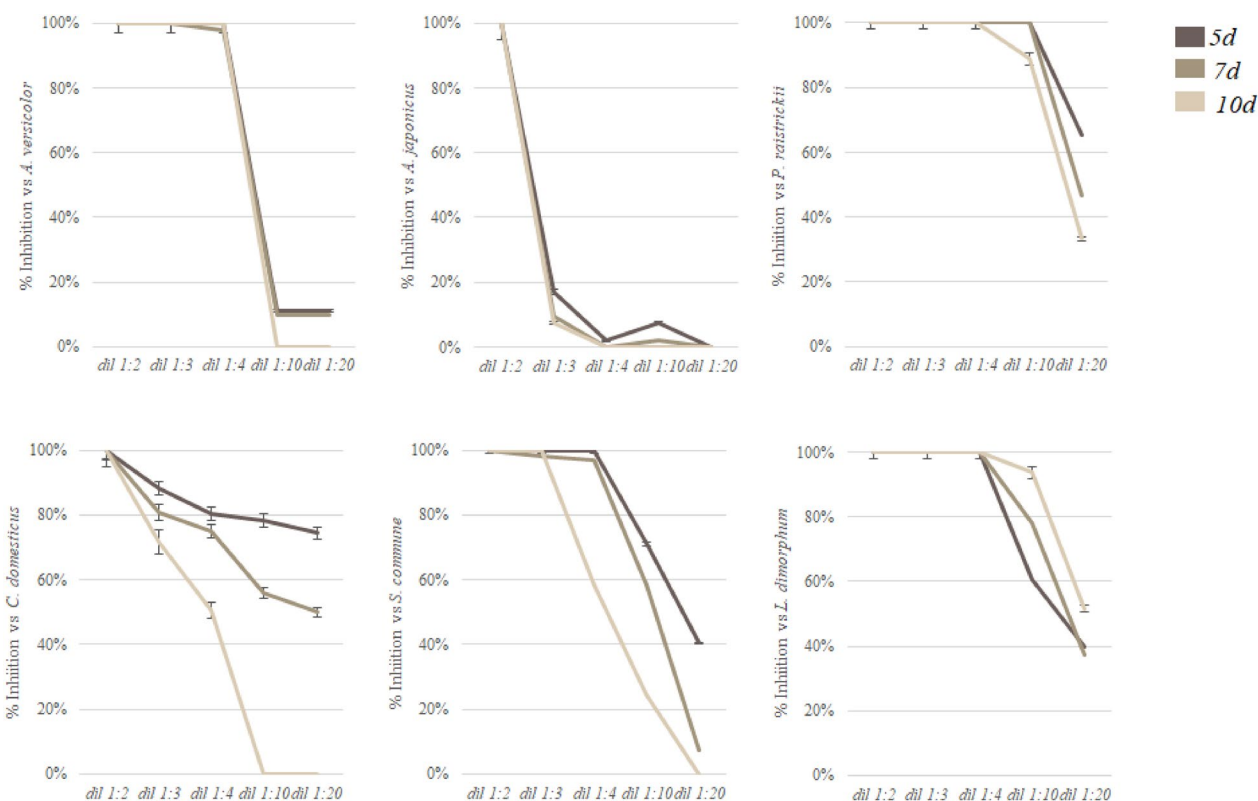 100%
80%
60%
40%
20%
0%
% Inhibition vs A. versicolor
dil 1:2 dil 1:3 dil 1:4 dil 1:10 dil 1:20
100%
80%
60%
40%
20%
0%
% Inhibition vs A. japonicus
dil 1:2 dil 1:3 dil 1:4 dil 1:10 dil 1:20
100%
80%
60%
40%
20%
0%
% Inhiition vs P. raistrickii
dil 1:2 dil 1:3 dil 1:4 dil 1:10 dil 1:20
5d
7d
10d
100%
80%
60%
40%
20%
0%
% Inhiition vs C. domesticus
dil 1:2 dil 1:3 dil 1:4 dil 1:10 dil 1:20
100%
80%
60%
40%
20%
0%
% Inhiition vs S. commune
dil 1:2 dil 1:3 dil 1:4 dil 1:10 dil 1:20
100%
80%
60%
40%
20%
0%
% Inhiition vs L. dimorphum
dil 1:2 dil 1:3 dil 1:4 dil 1:10 dil 1:20